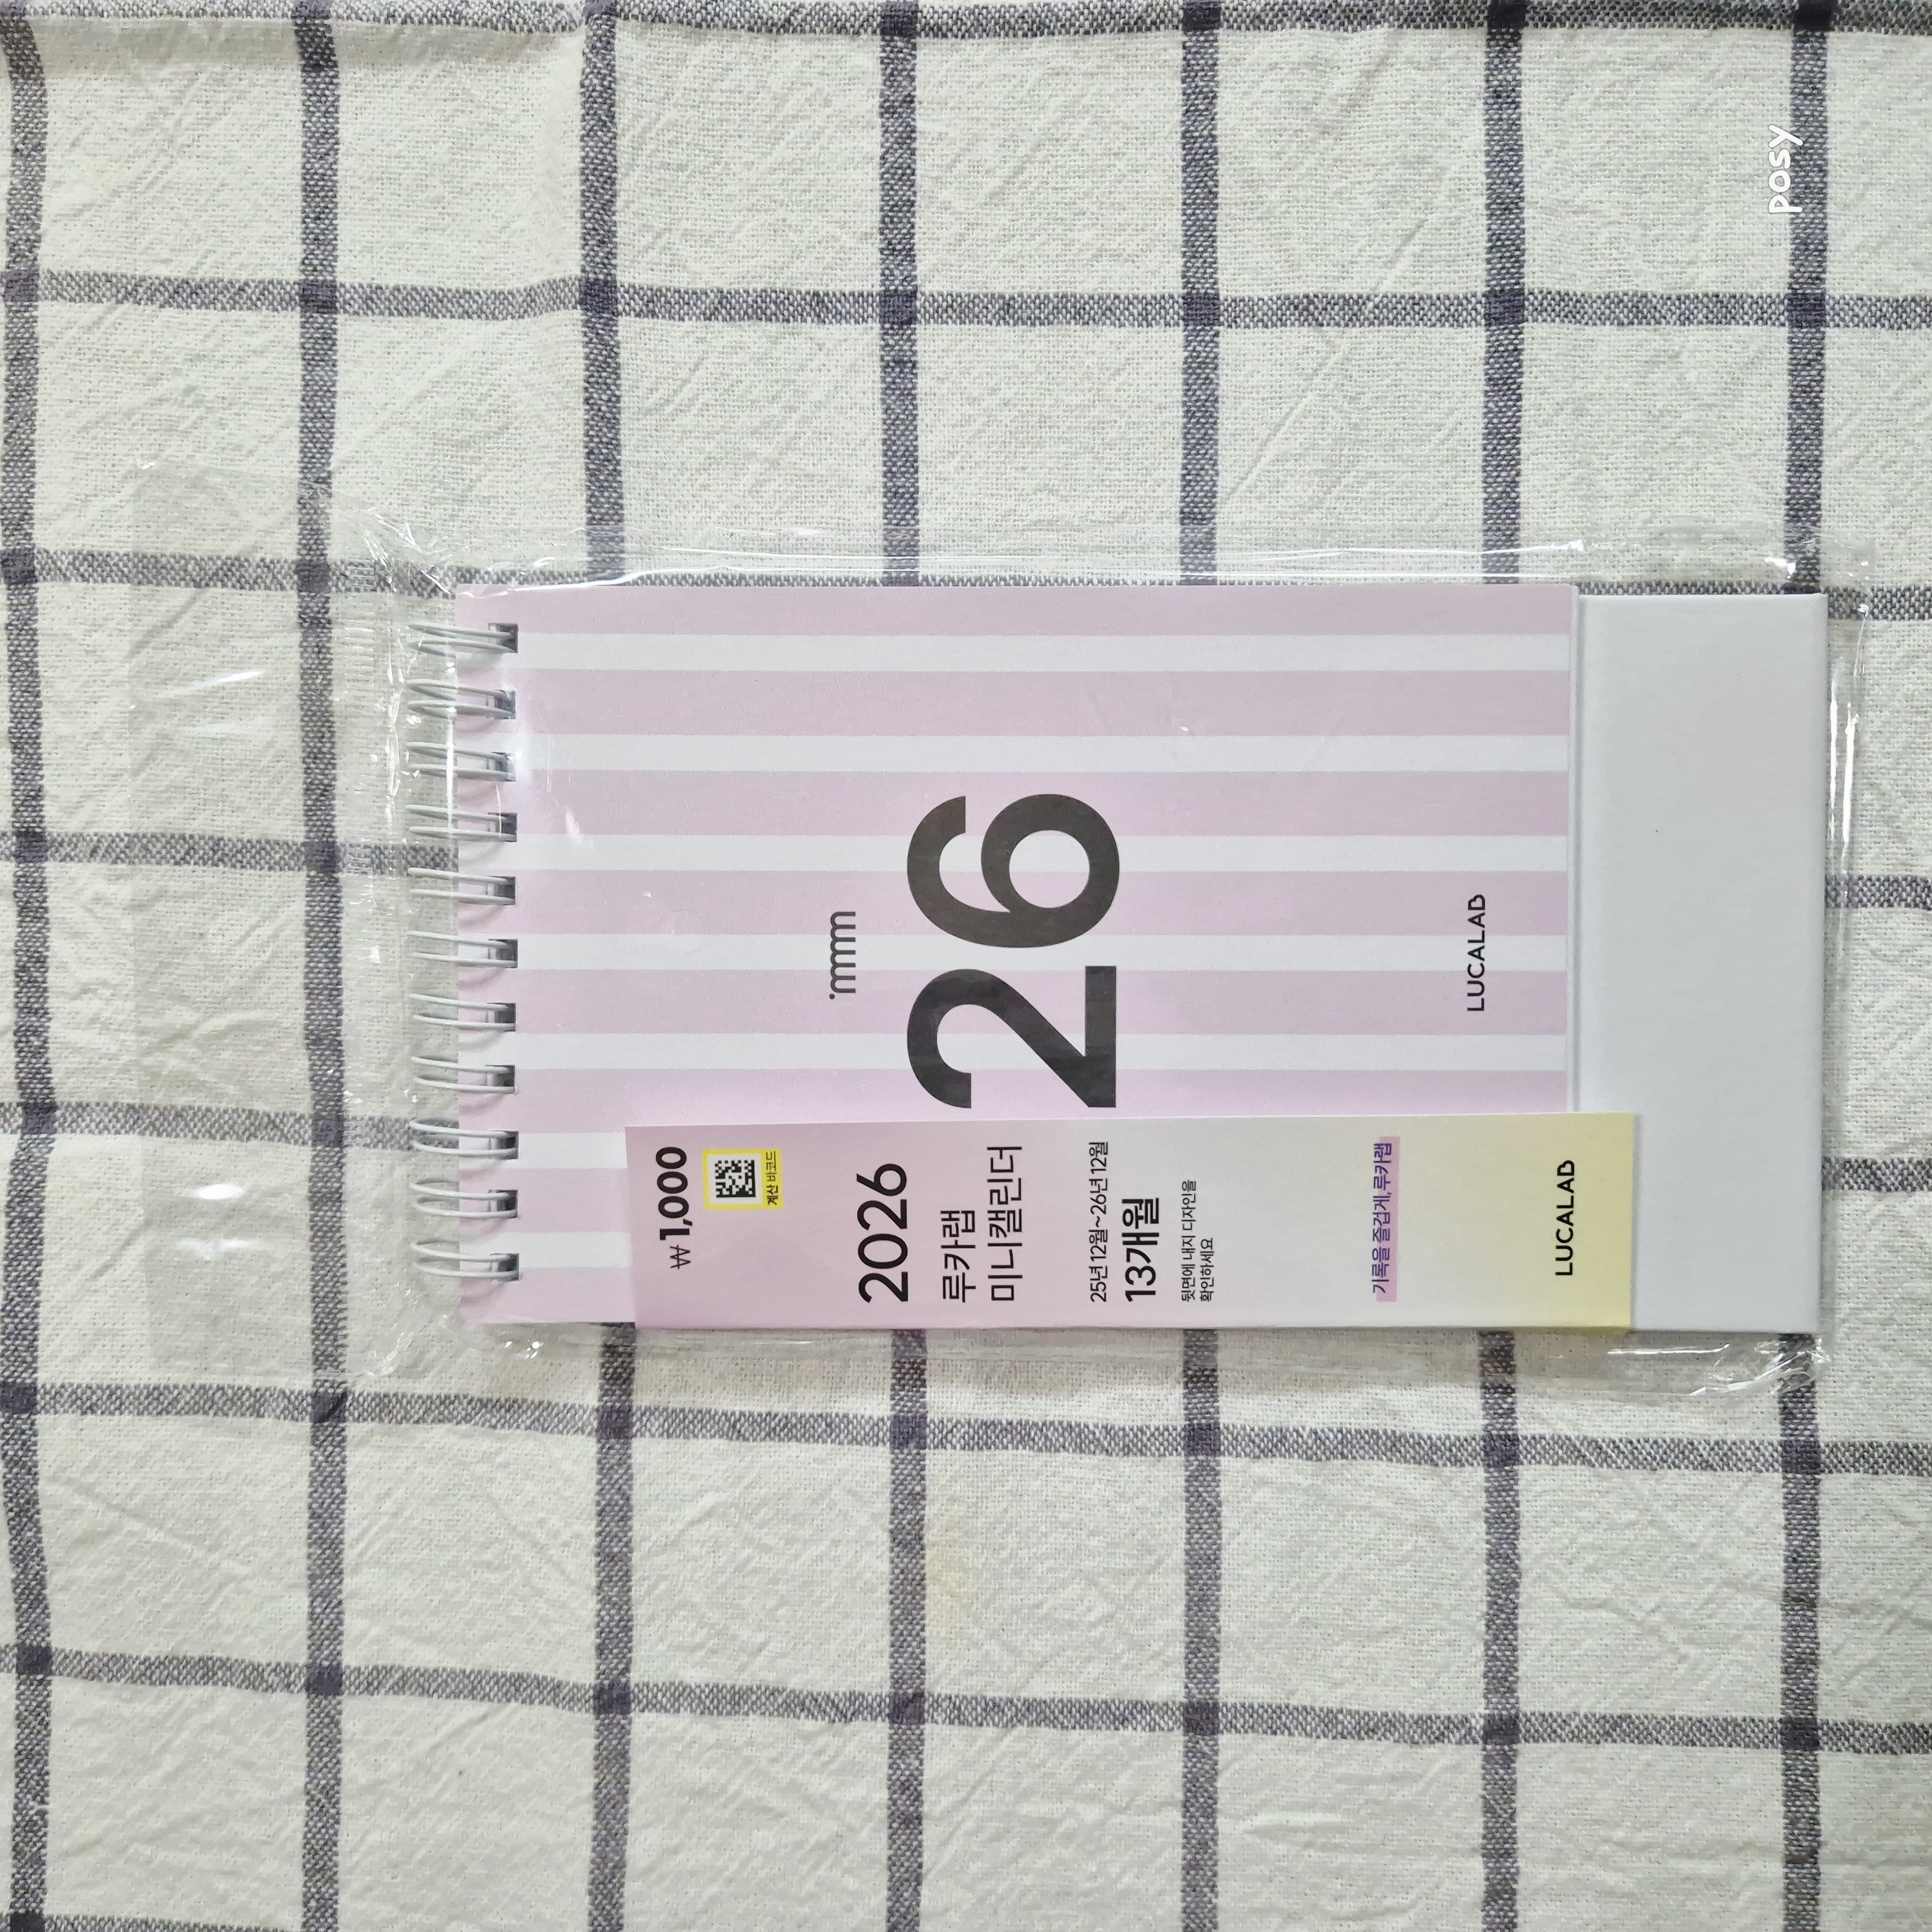 mmm
26
LUCALAB
₩1,000
계산 바코드
2026
루카랩
미니캘린더
25년 12월~26년 12월
13개월
뒷면에 내지 디자인을
확인하세요
기록을 즐겁게, 루카랩
LUCALAB
posy